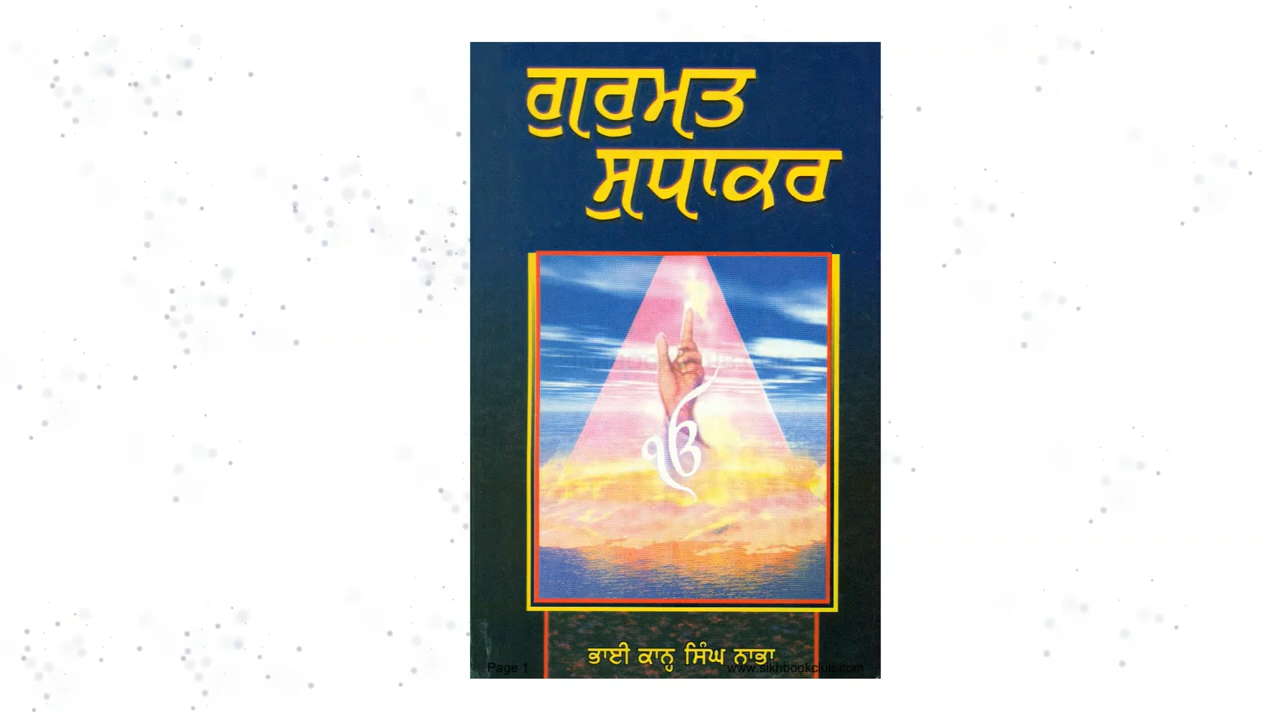 ਗੁਰੁਮਤ
ਸੁਧਾਕਰ
ੴ
ਭਾਈ ਕਾਨ੍ਹ ਸਿੰਘ ਨਾਭਾ
Page 1 www.sikhbookclub.com